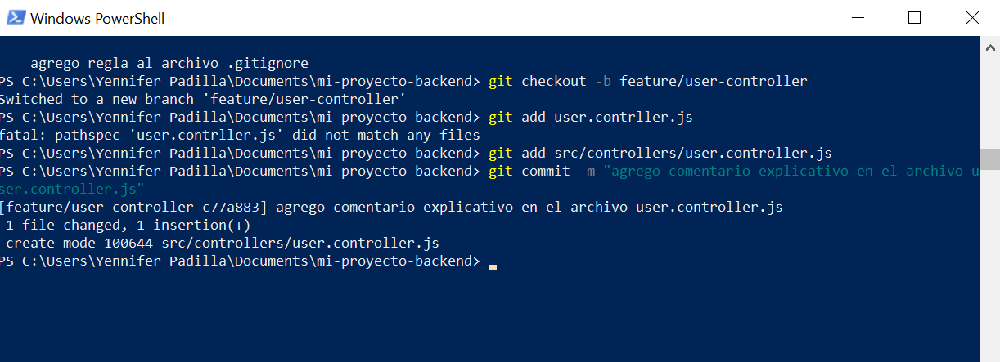 Windows PowerShell
agrego regla al archivo .gitignore
PS C:\Users\Yennifer Padilla\Documents\mi-proyecto-backend> git checkout -b feature/user-controller
Switched to a new branch 'feature/user-controller'
PS C:\Users\Yennifer Padilla\Documents\mi-proyecto-backend> git add user.contrller.js
fatal: pathspec 'user.contrller.js' did not match any files
PS C:\Users\Yennifer Padilla\Documents\mi-proyecto-backend> git add src/controllers/user.controller.js
PS C:\Users\Yennifer Padilla\Documents\mi-proyecto-backend> git commit -m "agrego comentario explicativo en el archivo u
ser.controller.js"
[feature/user-controller c77a883] agrego comentario explicativo en el archivo user.controller.js
1 file changed, 1 insertion(+)
create mode 100644 src/controllers/user.controller.js
PS C:\Users\Yennifer Padilla\Documents\mi-proyecto-backend>